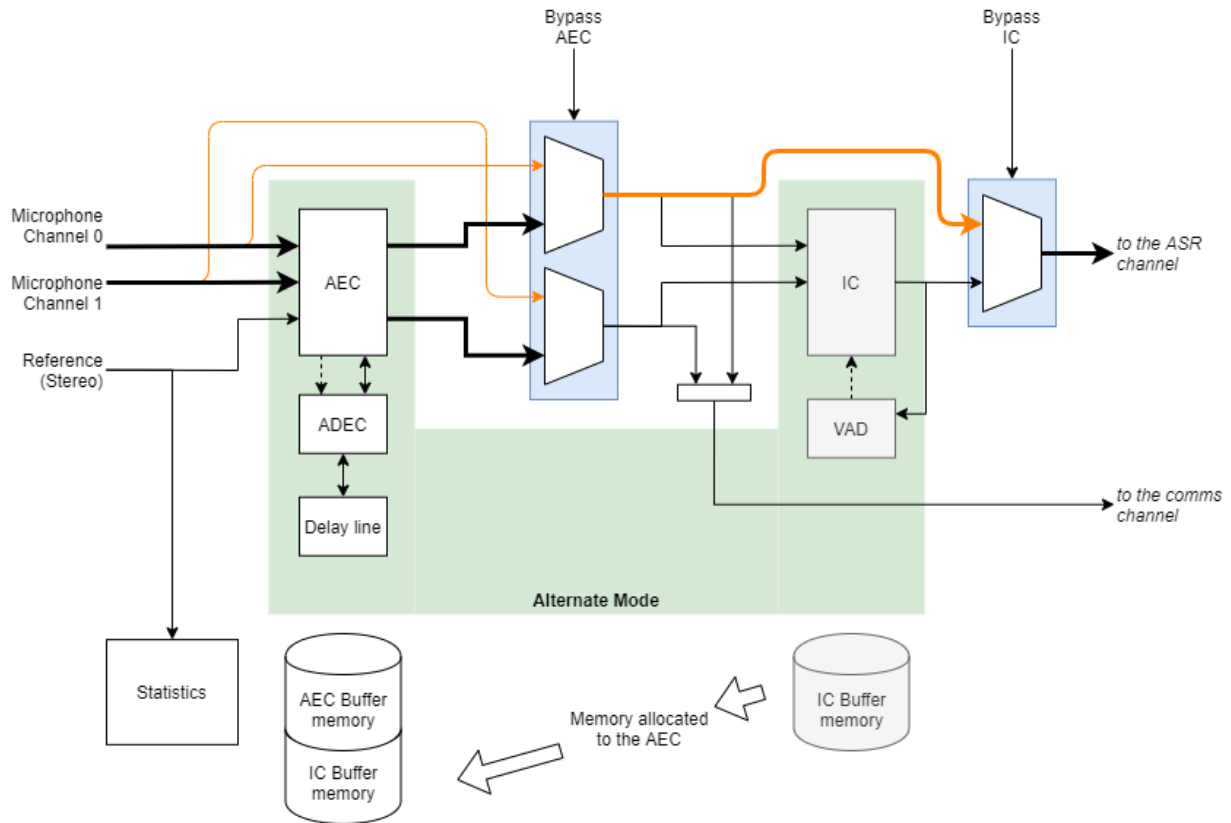 Bypass
AEC
Bypass
IC
Microphone
Channel 0
Microphone
Channel 1
Reference
(Stereo)
AEC
ADEC
Delay line
IC
VAD
to the ASR
channel
to the comms
channel
Alternate Mode
Statistics
AEC Buffer
memory
IC Buffer
memory
Memory allocated
to the AEC
IC Buffer
memory